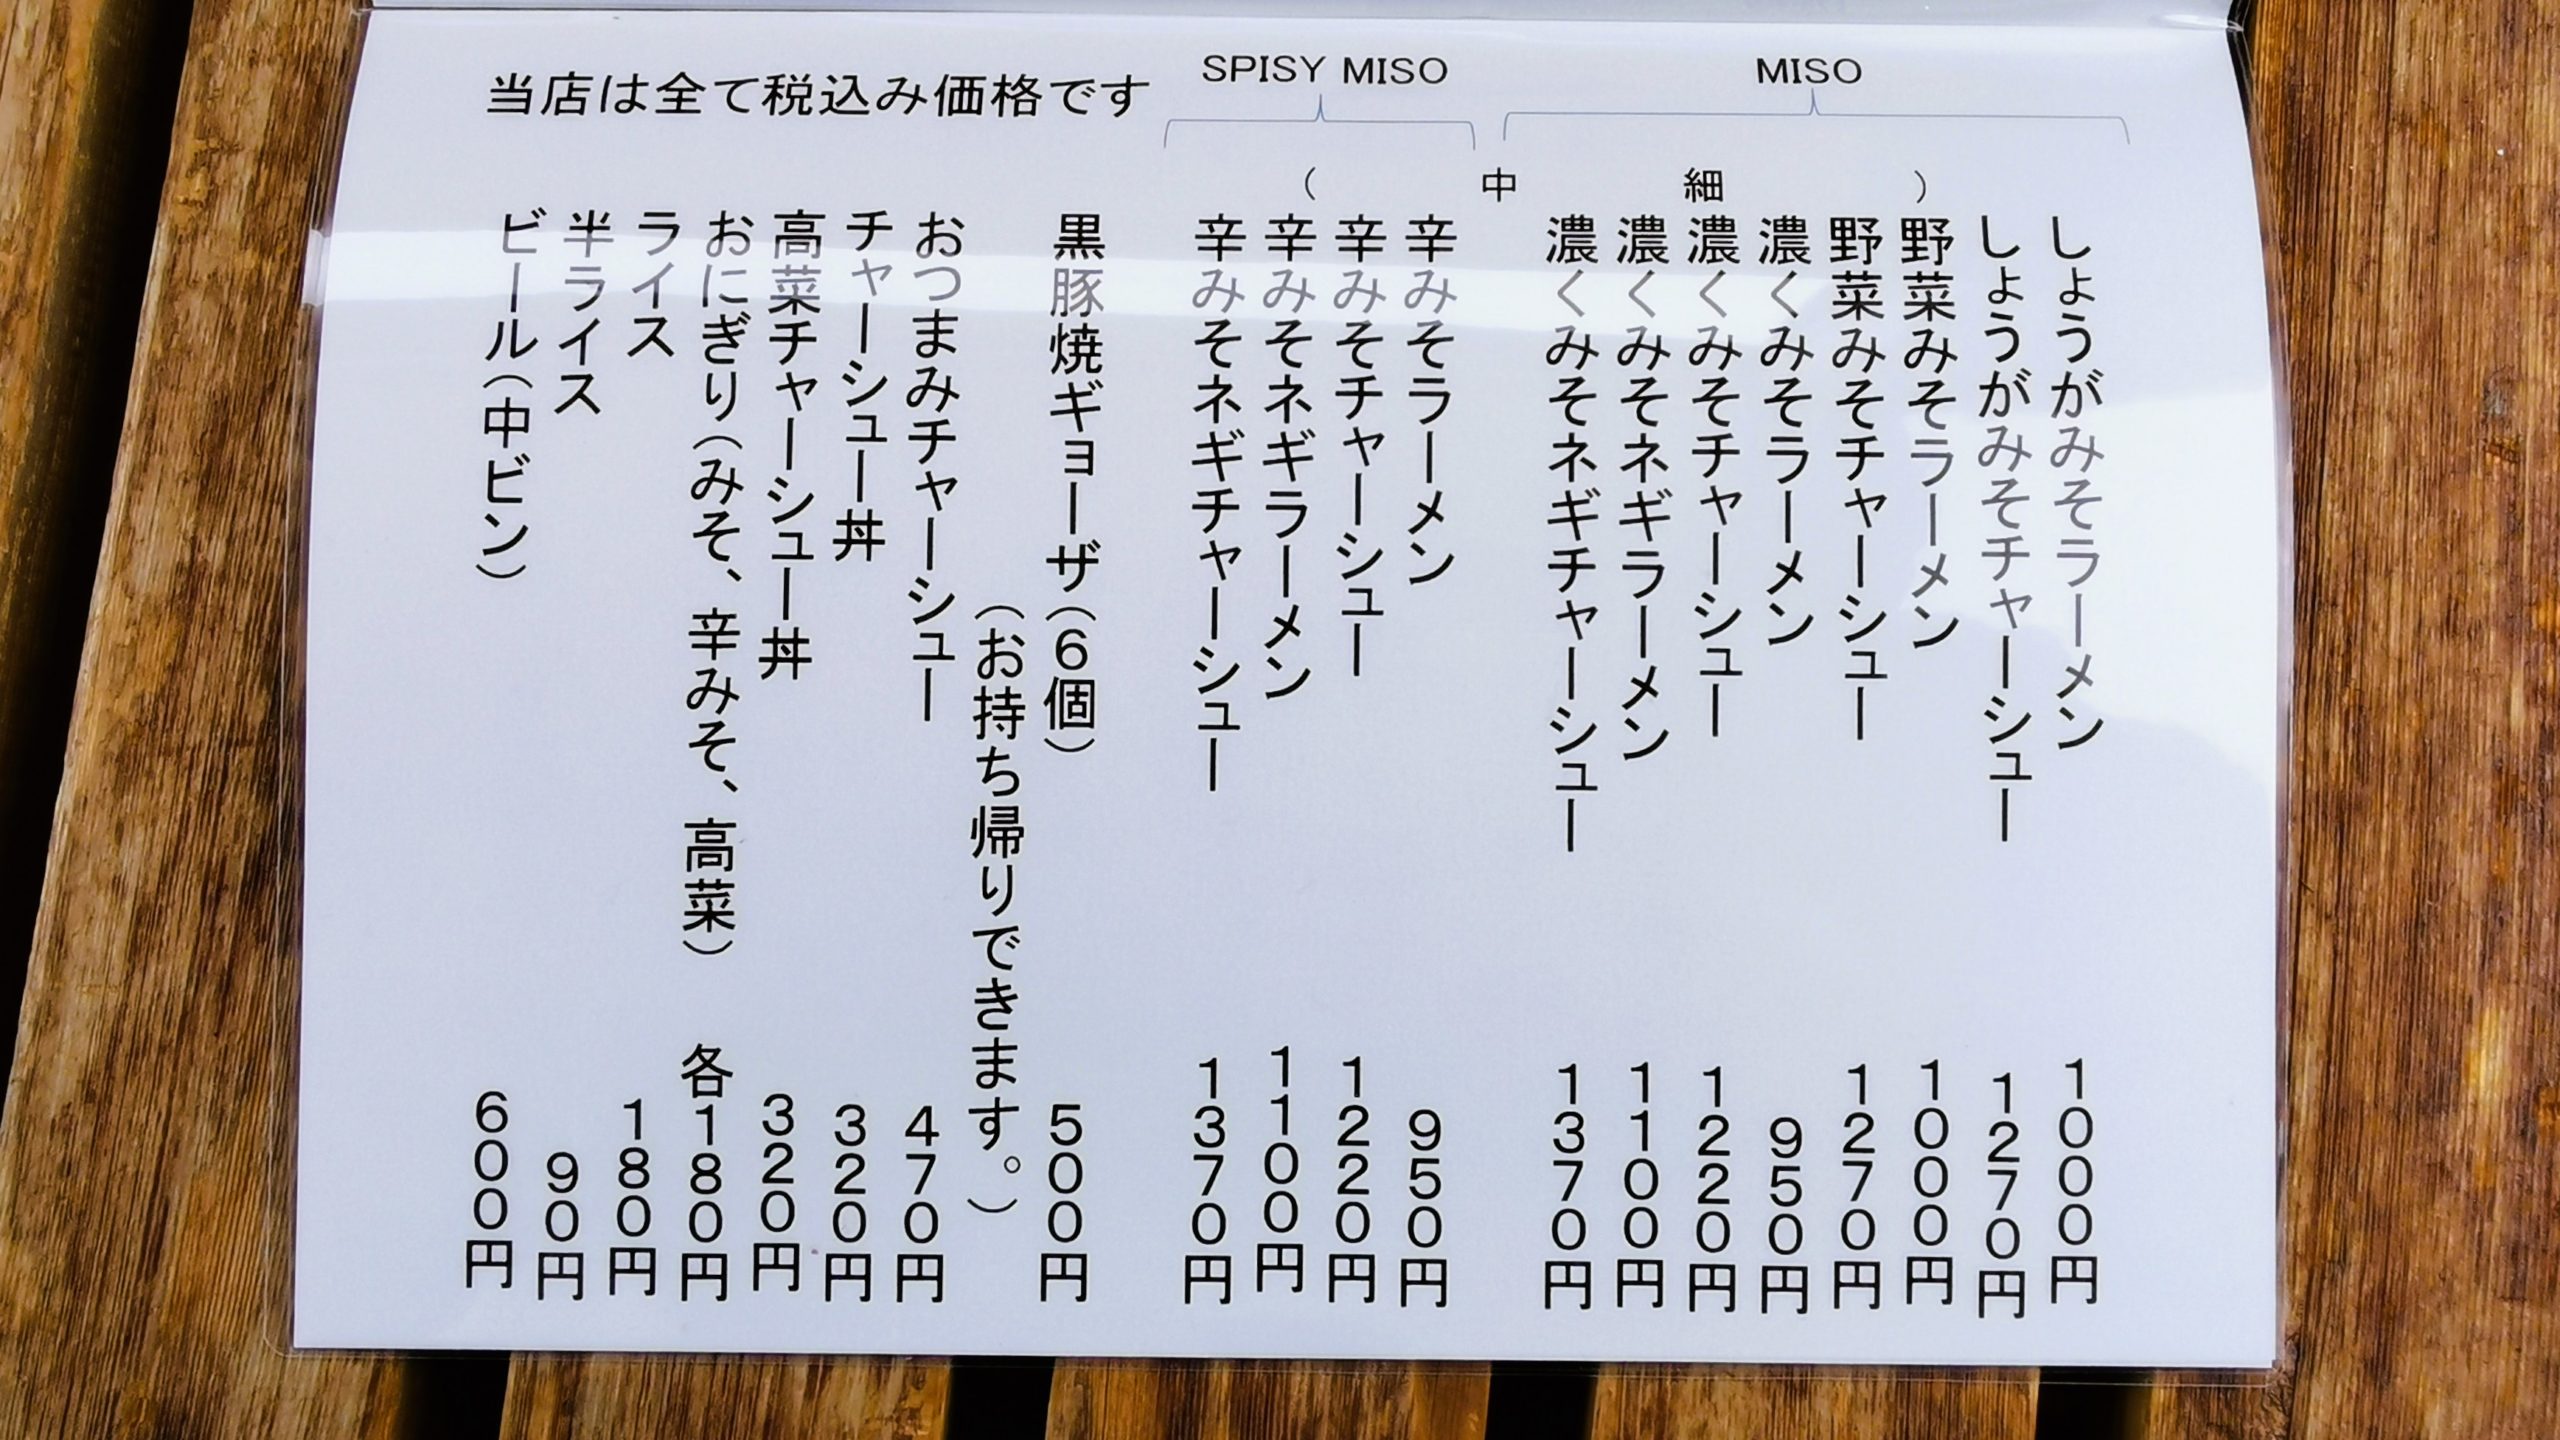 MISO
SPISY MISO
当店は全て税込み価格です
(中細)
しょうがみそラーメン 1000円
しょうがみそチャーシュー 1270円
野菜みそラーメン 1000円
野菜みそチャーシュー 1270円
濃くみそラーメン 950円
濃くみそチャーシュー 1220円
濃くみそネギラーメン 1100円
濃くみそネギチャーシュー 1370円
辛みそラーメン 950円
辛みそチャーシュー 1220円
辛みそネギラーメン 1100円
辛みそネギチャーシュー 1370円
黒豚焼ギョーザ(6個) 500円
(お持ち帰りできます。)
おつまみチャーシュー 470円
チャーシュー丼 320円
高菜チャーシュー丼 320円
おにぎり(みそ、辛みそ、高菜) 各180円
ライス 180円
半ライス 90円
ビール(中ビン) 600円